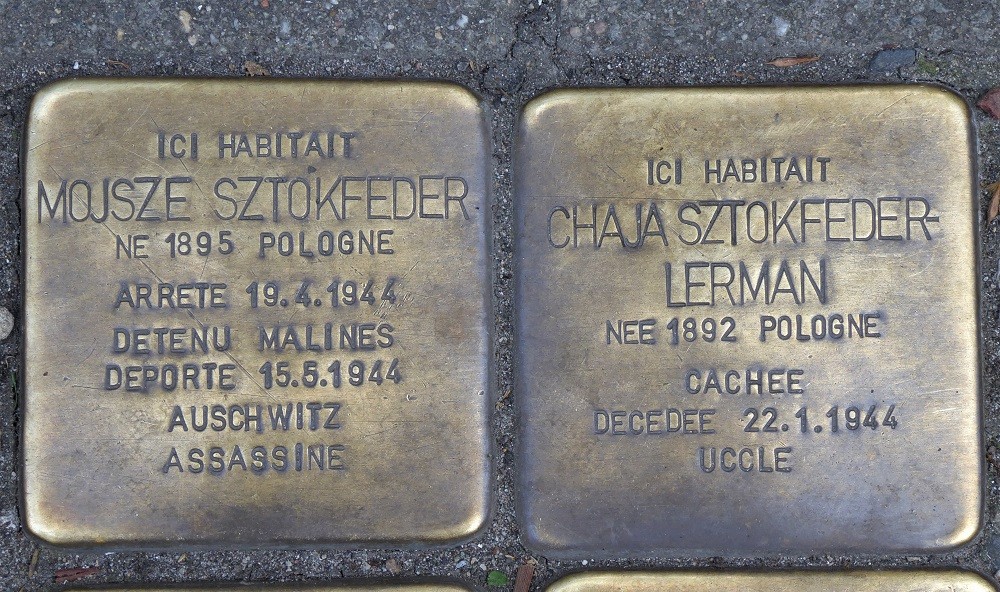 ICI HABITAIT
MOJSZE SZTOKFEDER
NE 1895 POLOGNE
ARRETE 19.4.1944
DETENU MALINES
DEPORTE 15.5.1944
AUSCHWITZ
ASSASSINE
ICI HABITAIT
CHAJA SZTOKFEDER-
LERMAN
NEE 1892 POLOGNE
CACHEE
DECEDEE 22.1.1944
UCCLE